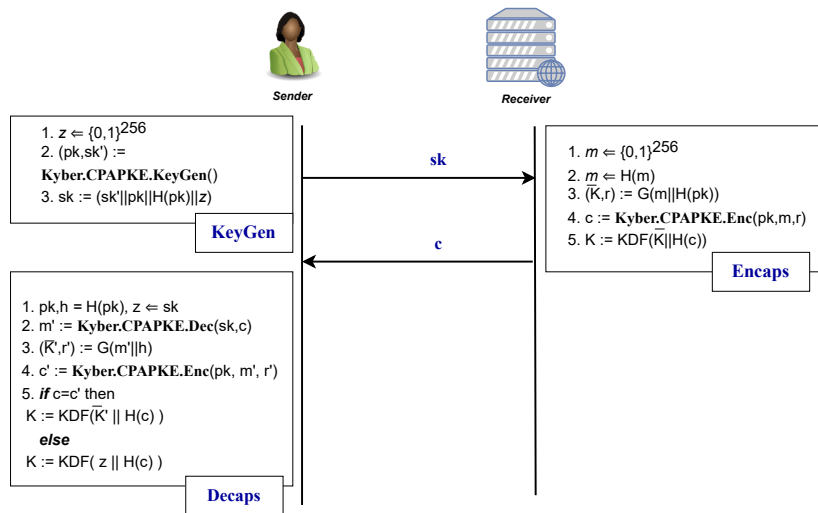 Sender
Receiver
1. z ⇐ {0,1}256
2. (pk,sk') :=
Kyber.CPAPKE.KeyGen()
3. sk := (sk'||pk||H(pk)||z)
KeyGen
sk
c
1. m ⇐ {0,1}256
2. m ⇐ H(m)
3. (K̅,r) := G(m||H(pk))
4. c := Kyber.CPAPKE.Enc(pk,m,r)
5. K := KDF(K̅||H(c))
Encaps
1. pk,h = H(pk), z ⇐ sk
2. m' := Kyber.CPAPKE.Dec(sk,c)
3. (K̅',r') := G(m'||h)
4. c' := Kyber.CPAPKE.Enc(pk, m', r')
5. if c=c' then
K := KDF(K̅' || H(c) )
else
K := KDF( z || H(c) )
Decaps